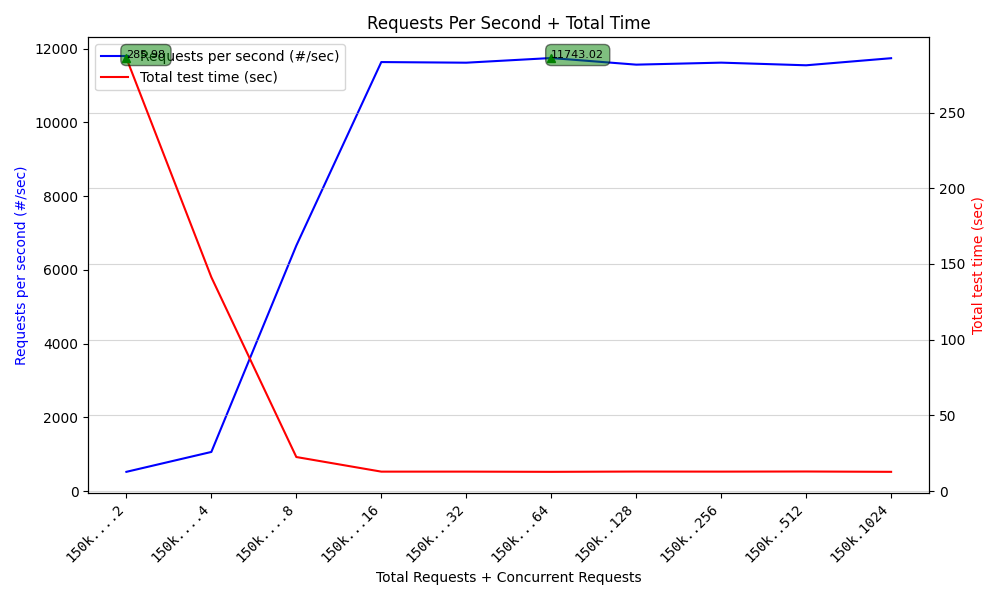 Requests Per Second + Total Time
285.98
Requests per second (#/sec)
Total test time (sec)
11743.02
12000
10000
8000
6000
4000
2000
0
Requests per second (#/sec)
250
200
150
100
50
0
Total test time (sec)
150k....2
150k....4
150k....8
150k...16
150k...32
150k...64
150k..128
150k..256
150k..512
150k.1024
Total Requests + Concurrent Requests